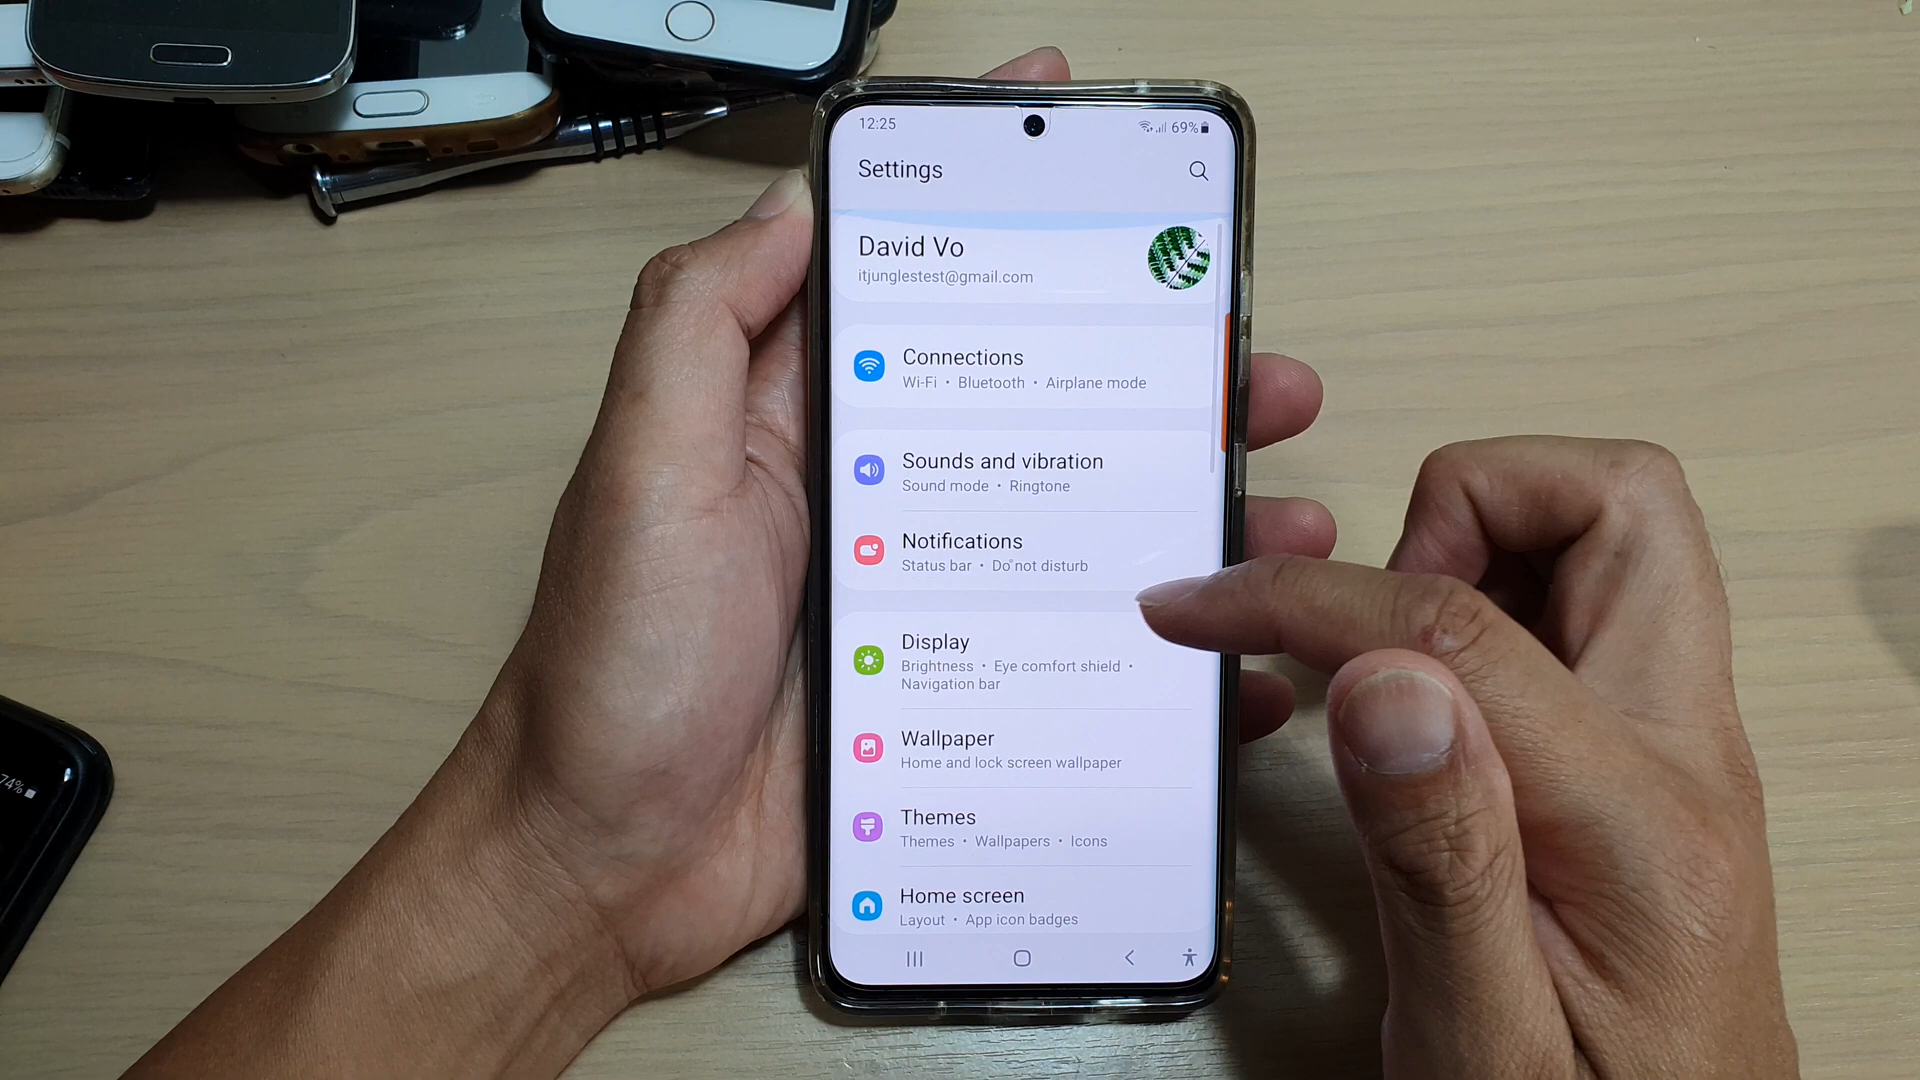 12:25
69%
Settings
David Vo
itjunglestest@gmail.com
Connections
Wi-Fi • Bluetooth • Airplane mode
Sounds and vibration
Sound mode • Ringtone
Notifications
Status bar • Do not disturb
Display
Brightness • Eye comfort shield •
Navigation bar
Wallpaper
Home and lock screen wallpaper
Themes
Themes • Wallpapers • Icons
Home screen
Layout • App icon badges
74%